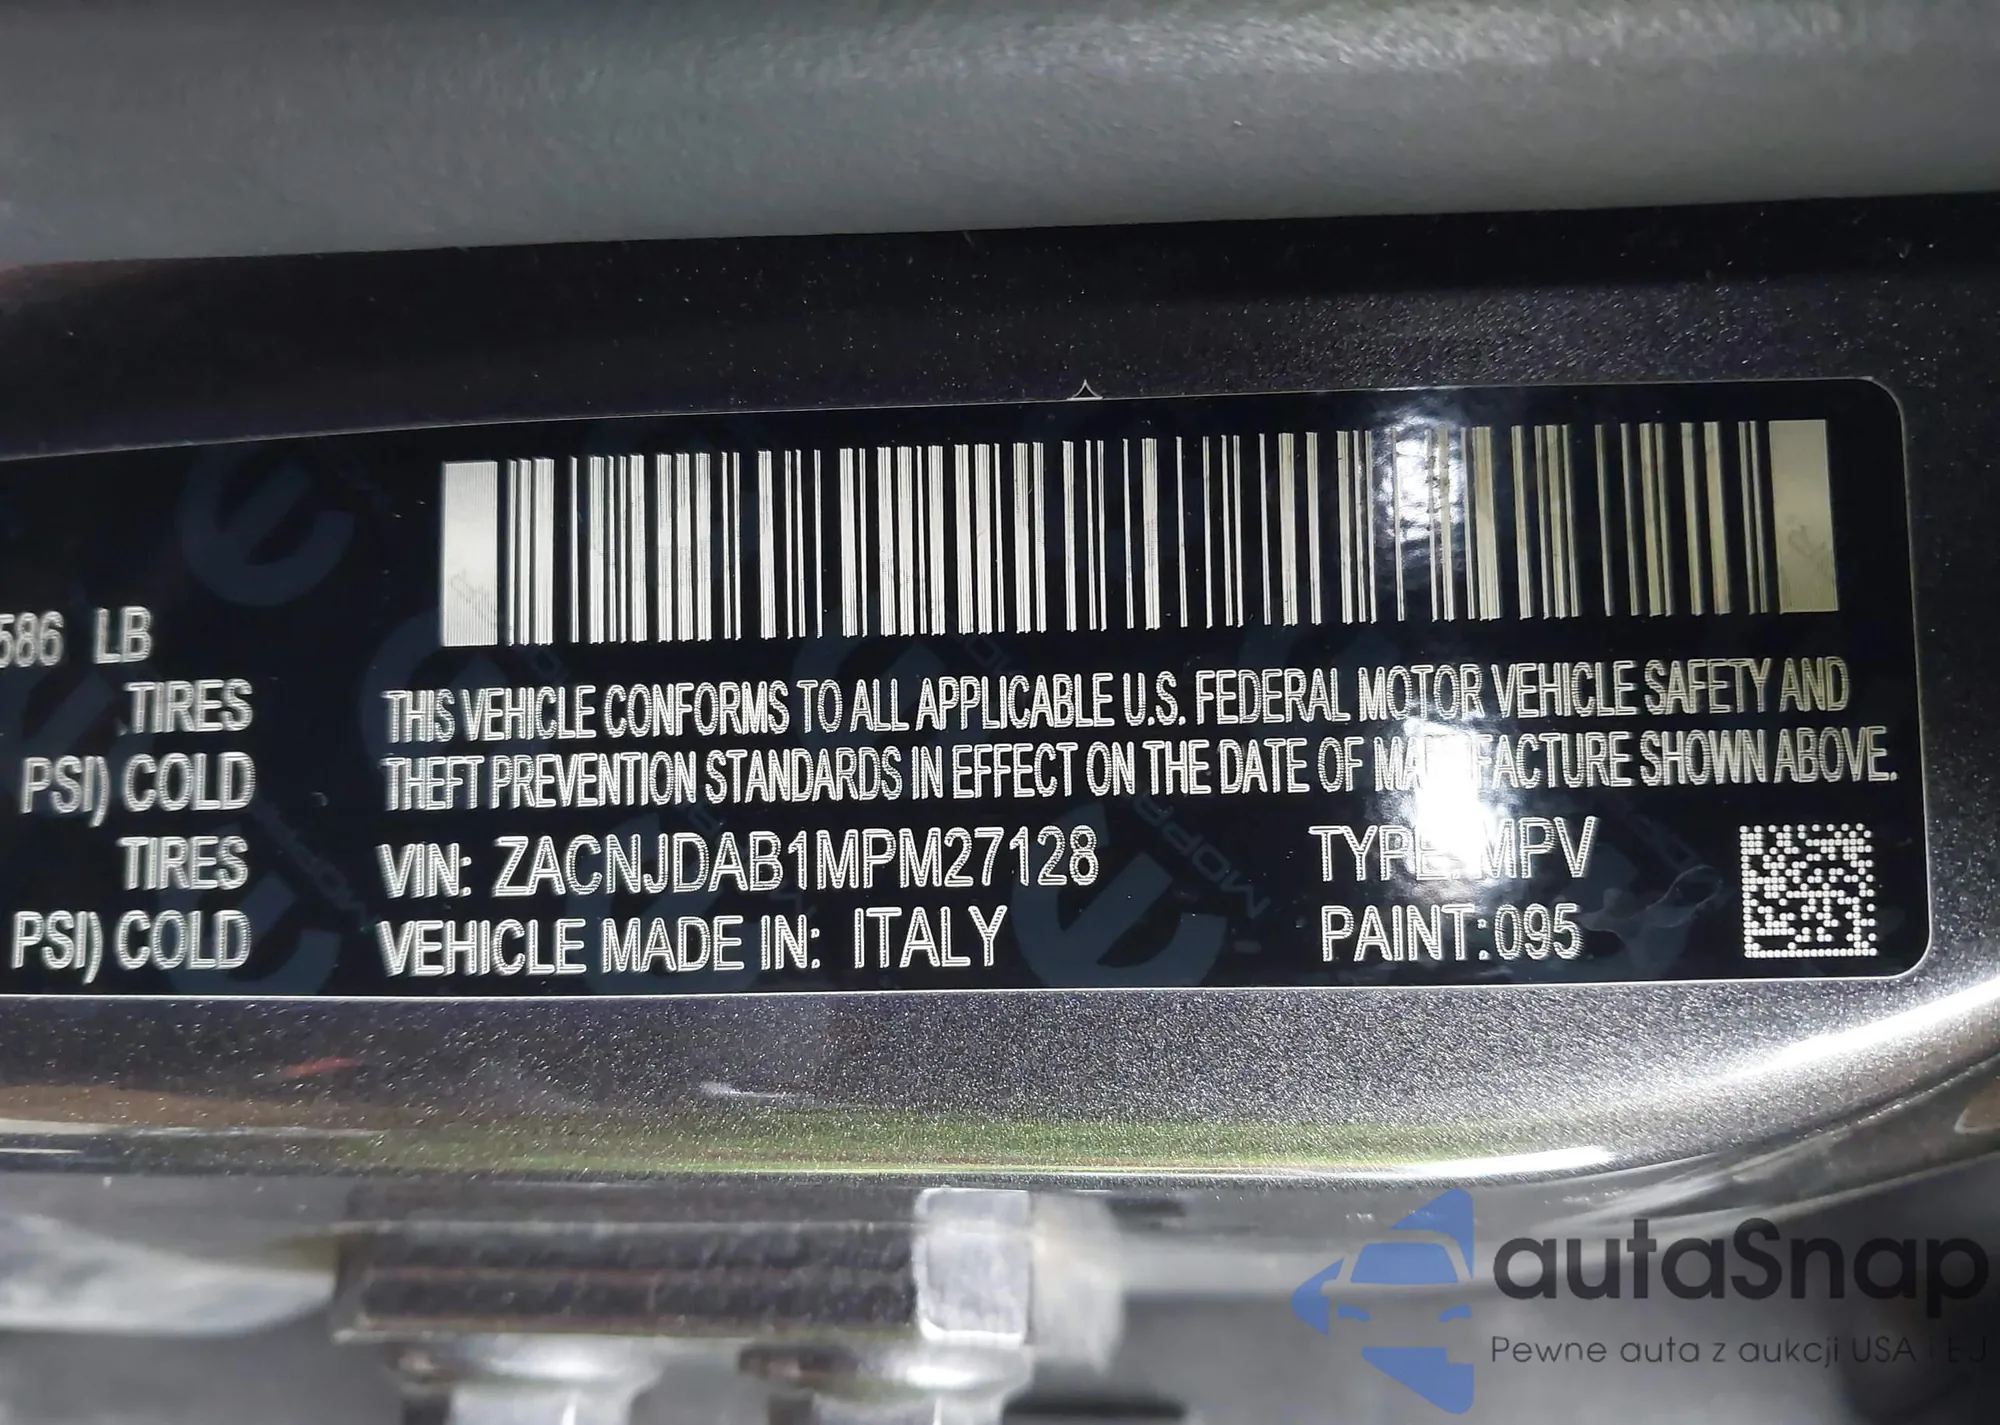 586 LB
TIRES
PSI) COLD
TIRES
PSI) COLD
THIS VEHICLE CONFORMS TO ALL APPLICABLE U.S. FEDERAL MOTOR VEHICLE SAFETY AND
THEFT PREVENTION STANDARDS IN EFFECT ON THE DATE OF MANUFACTURE SHOWN ABOVE.
VIN: ZACNJDAB1MPM27128
TYPE: MPV
VEHICLE MADE IN: ITALY
PAINT:095
autaSnap
Pewne auta z aukcji USA i EU